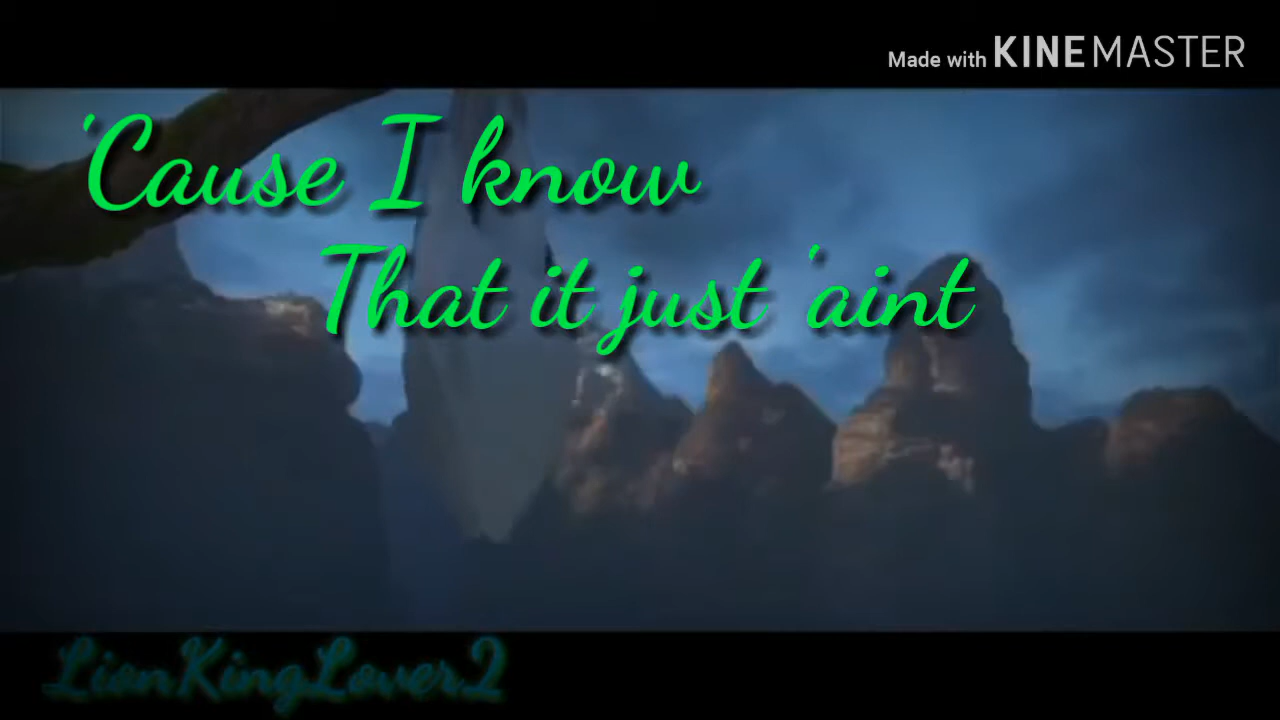 Made with KINEMASTER
'Cause I know
That it just 'aint
LionKingLover2